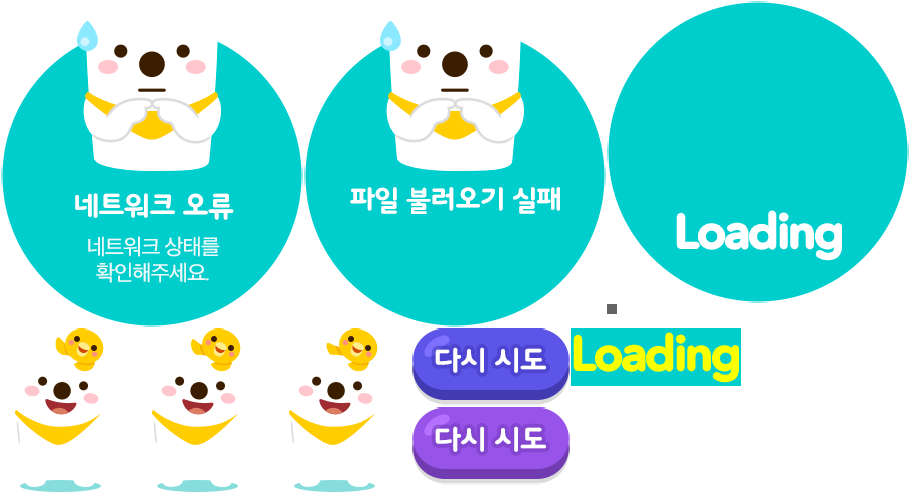 네트워크 오류
네트워크 상태를
확인해주세요.
파일 불러오기 실패
Loading
다시 시도
Loading
다시 시도